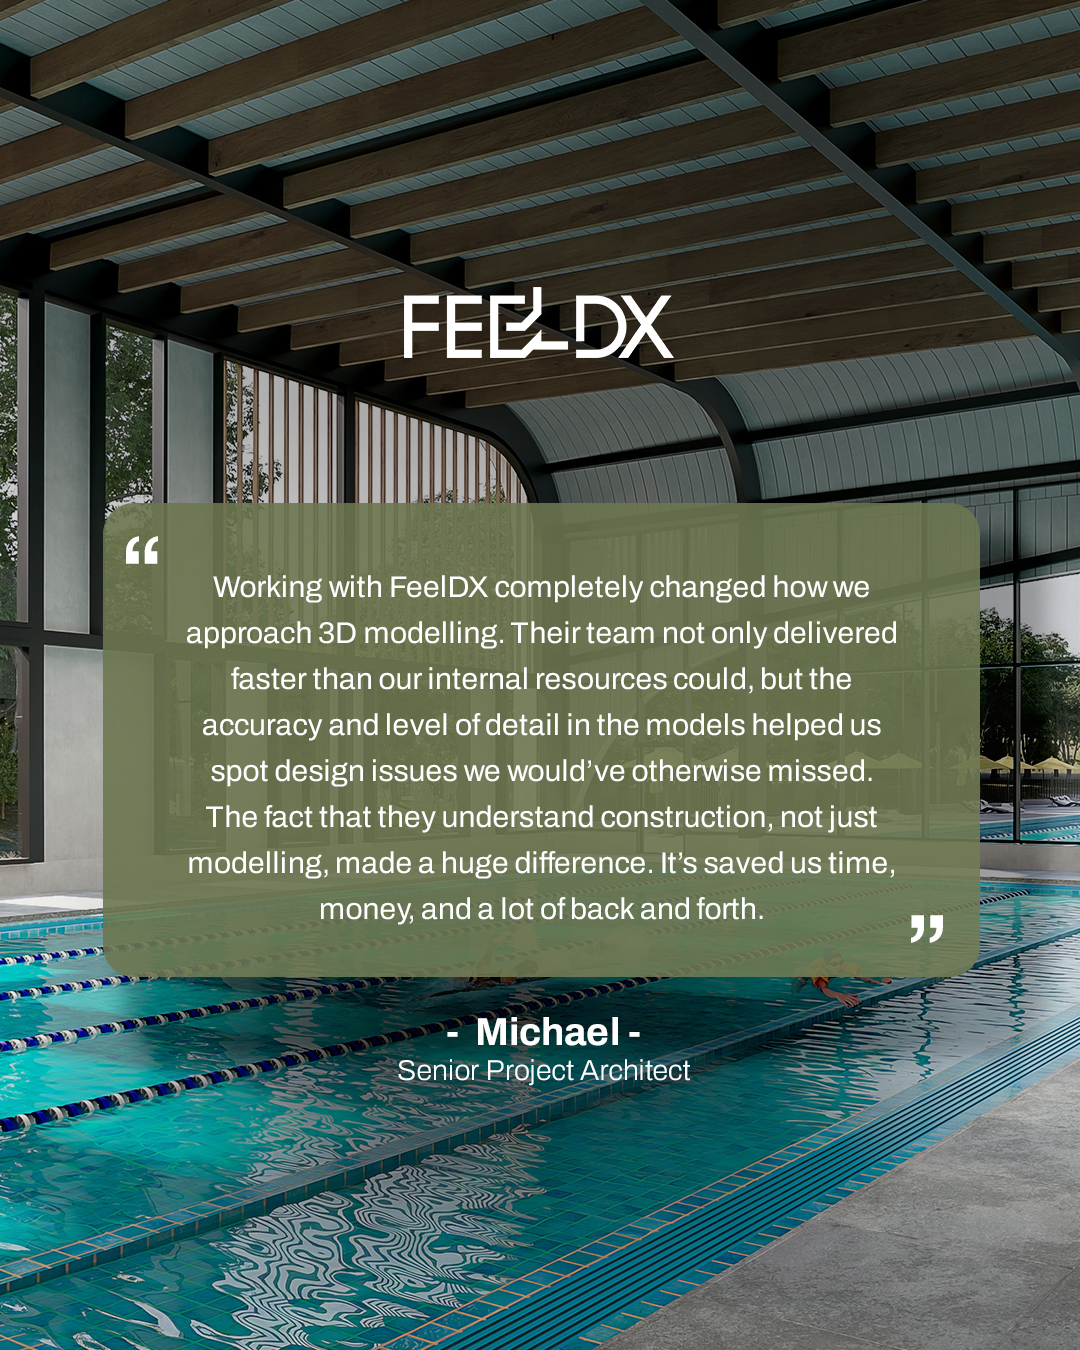 FEELDX
“
Working with FeelDX completely changed how we
approach 3D modelling. Their team not only delivered
faster than our internal resources could, but the
accuracy and level of detail in the models helped us
spot design issues we would’ve otherwise missed.
The fact that they understand construction, not just
modelling, made a huge difference. It’s saved us time,
money, and a lot of back and forth.
”
- Michael -
Senior Project Architect